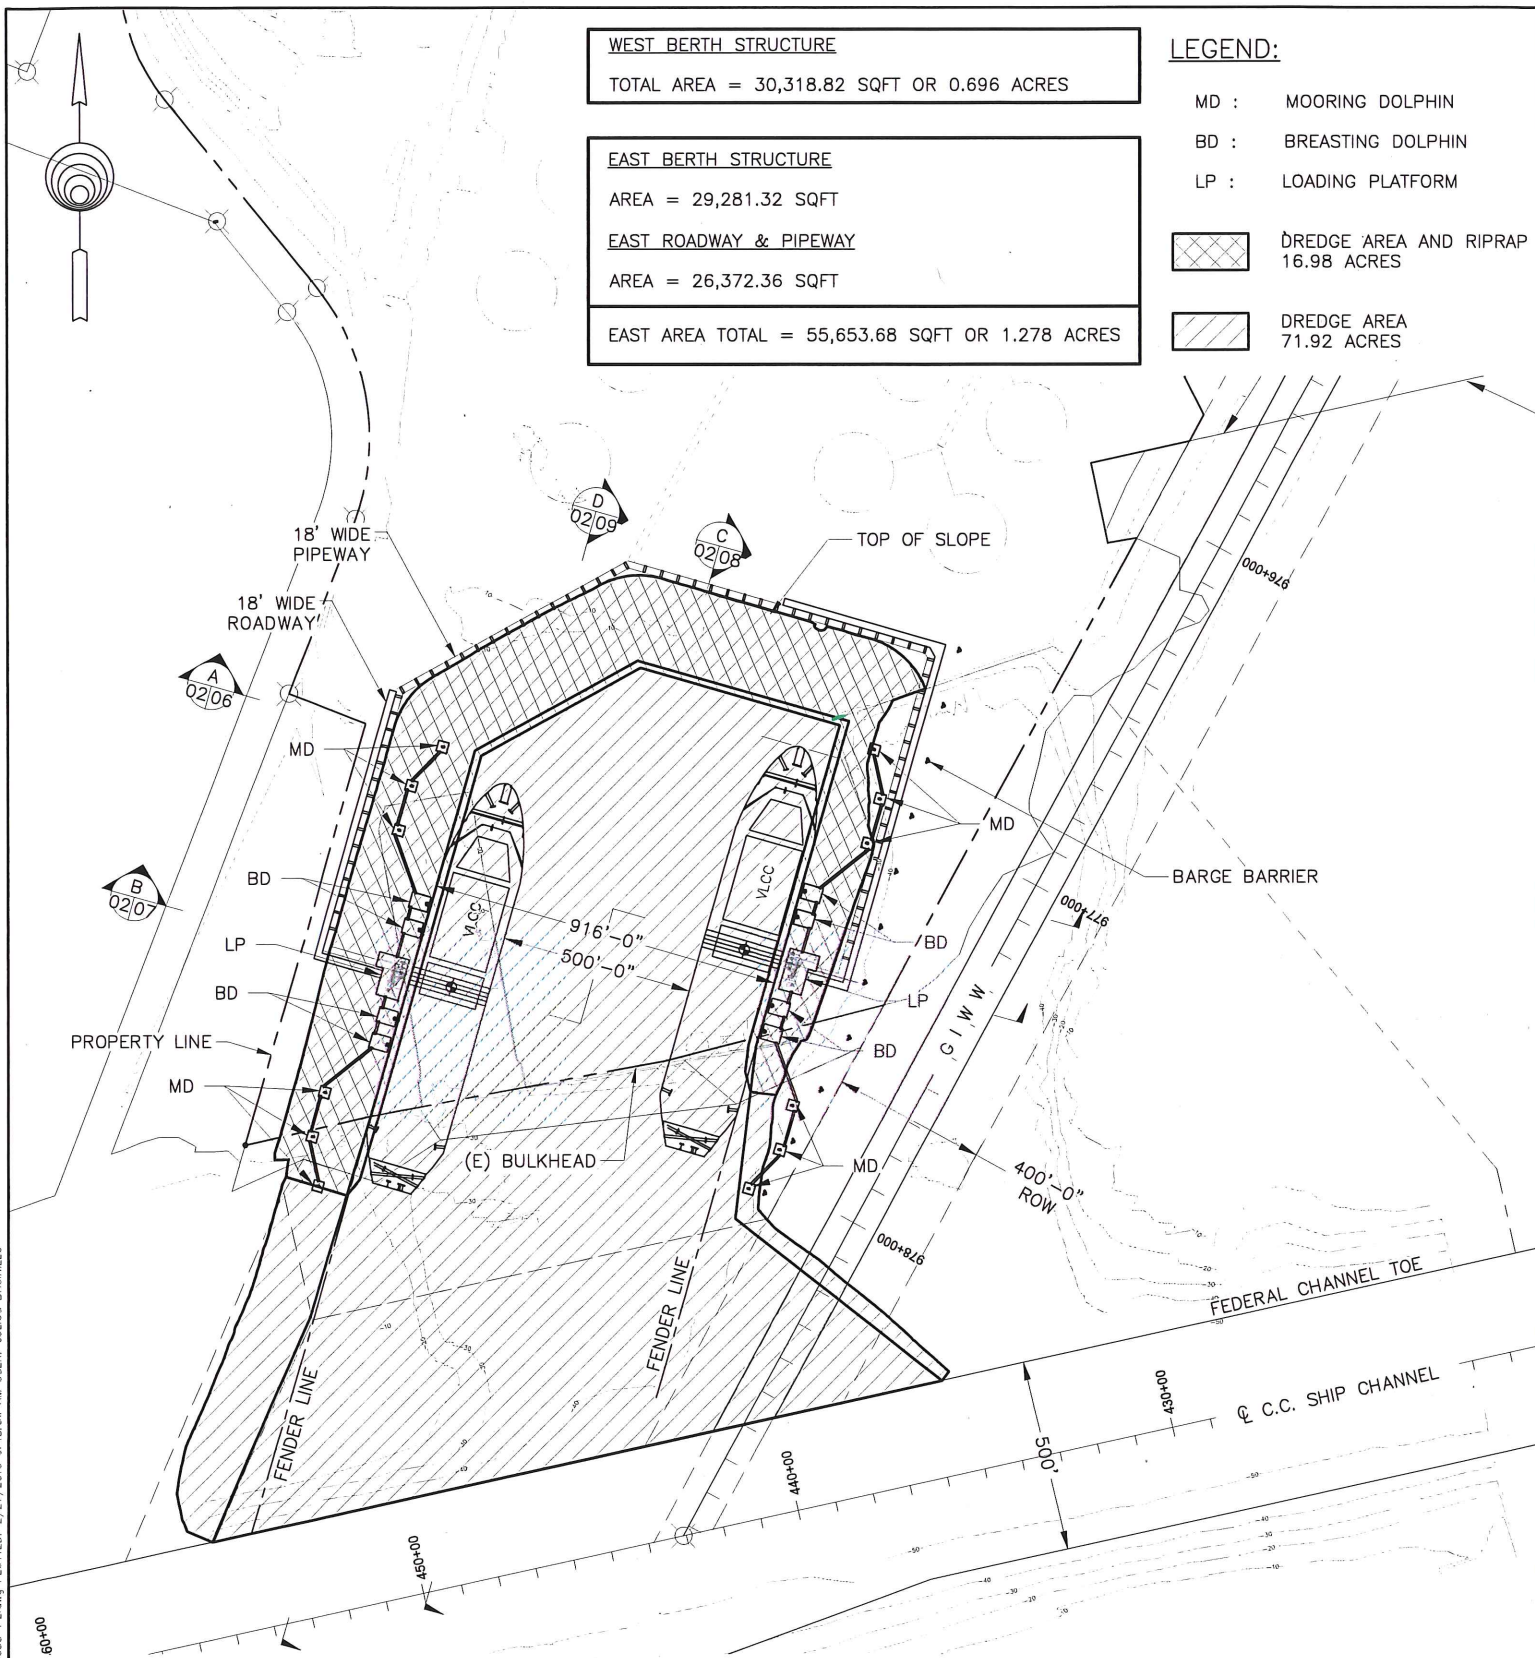 WEST BERTH STRUCTURE
TOTAL AREA = 30,318.82 SQFT OR 0.696 ACRES
EAST BERTH STRUCTURE
AREA = 29,281.32 SQFT
EAST ROADWAY & PIPEWAY
AREA = 26,372.36 SQFT
EAST AREA TOTAL = 55,653.68 SQFT OR 1.278 ACRES
LEGEND:
MD : MOORING DOLPHIN
BD : BREASTING DOLPHIN
LP : LOADING PLATFORM
DREDGE AREA AND RIPRAP
16.98 ACRES
DREDGE AREA
71.92 ACRES
D
02 09
C
02 08
TOP OF SLOPE
18' WIDE
PIPEWAY
18' WIDE
ROADWAY
A
02 06
976+000
MD
MD
BARGE BARRIER
BD
B
02 07
VLCC
VLCC
977+000
916'-0"
500'-0"
BD
LP
BD
LP
G I W W
PROPERTY LINE
BD
MD
(E) BULKHEAD
MD
400'-0"
ROW
978+000
FEDERAL CHANNEL TOE
FENDER LINE
FENDER LINE
430+00
℄ C.C. SHIP CHANNEL
500'
440+00
450+00
60+00